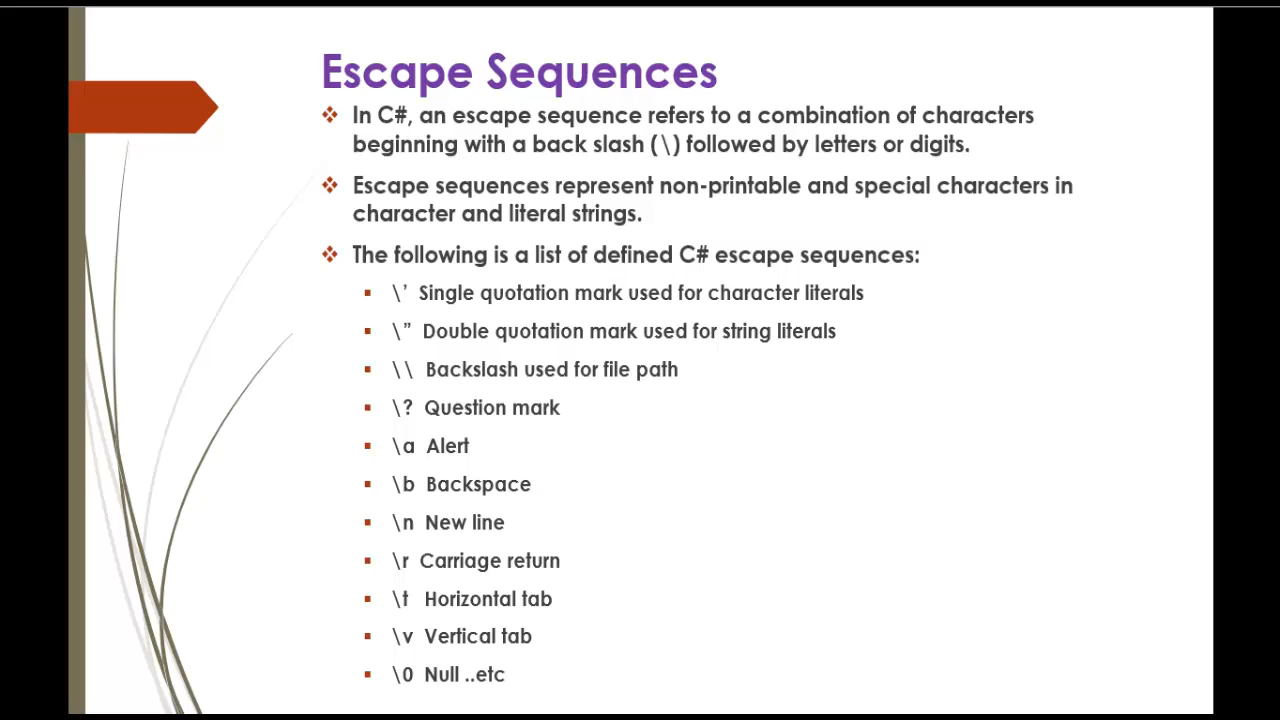 Escape Sequences
In C#, an escape sequence refers to a combination of characters
beginning with a back slash (\) followed by letters or digits.
Escape sequences represent non-printable and special characters in
character and literal strings.
The following is a list of defined C# escape sequences:
\’ Single quotation mark used for character literals
\” Double quotation mark used for string literals
\\ Backslash used for file path
\? Question mark
\a Alert
\b Backspace
\n New line
\r Carriage return
\t Horizontal tab
\v Vertical tab
\0 Null ..etc